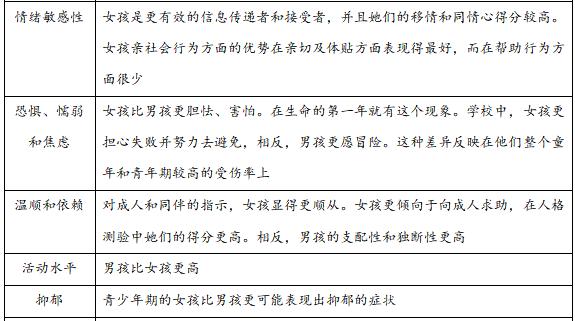 情绪敏感性
女孩是更有效的信息传递者和接受者，并且她们的移情和同情心得分较高。
女孩亲社会行为方面的优势在亲切及体贴方面表现得最好，而在帮助行为方
面很少
恐惧、懦弱
和焦虑
女孩比男孩更胆怯、害怕。在生命的第一年就有这个现象。学校中，女孩更
担心失败并努力去避免，相反，男孩更愿冒险。这种差异反映在他们整个童
年和青年期较高的受伤率上
温顺和依赖
对成人和同伴的指示，女孩显得更顺从。女孩更倾向于向成人求助，在人格
测验中她们的得分更高。相反，男孩的支配性和独断性更高
活动水平
男孩比女孩更高
抑郁
青少年期的女孩比男孩更可能表现出抑郁的症状